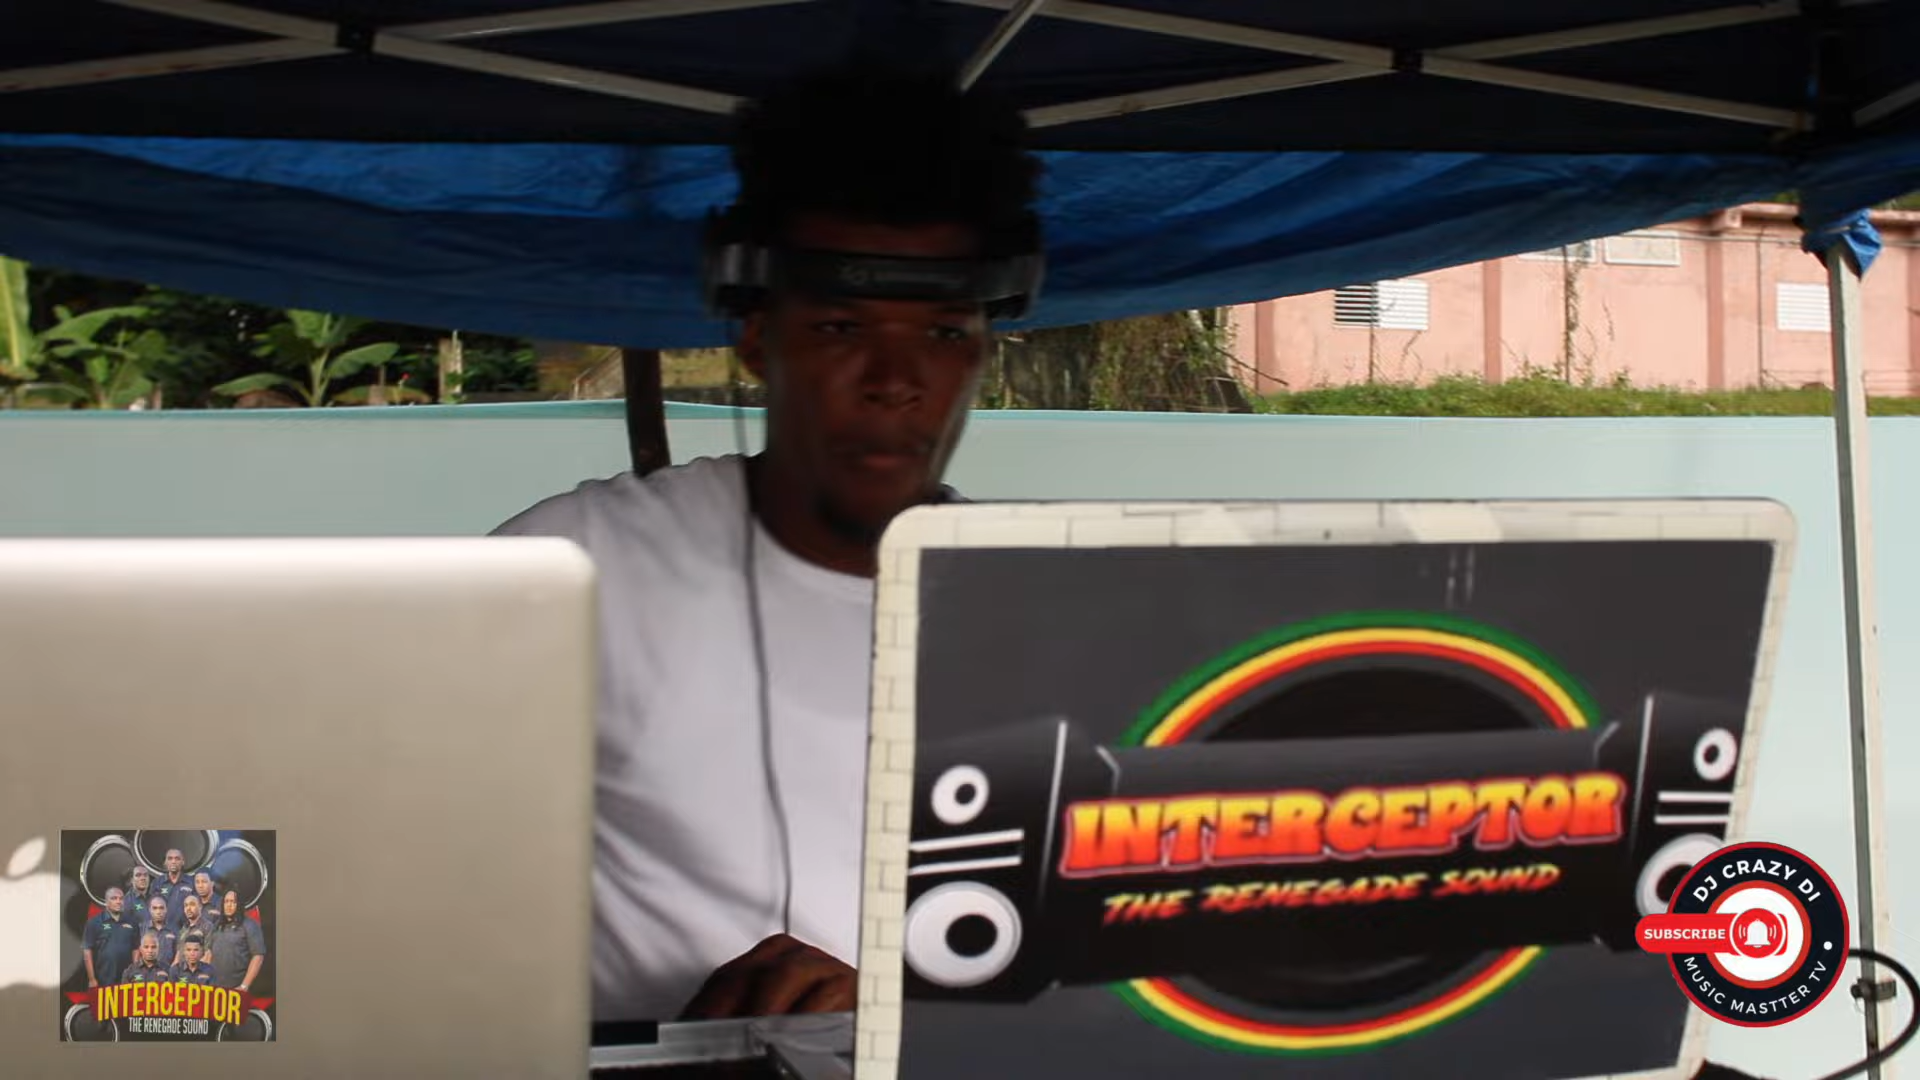 INTERCEPTOR
THE RENEGADE SOUND
INTERCEPTOR
THE RENEGADE SOUND
DJ CRAZY DI
SUBSCRIBE
MUSIC MASTTER TV